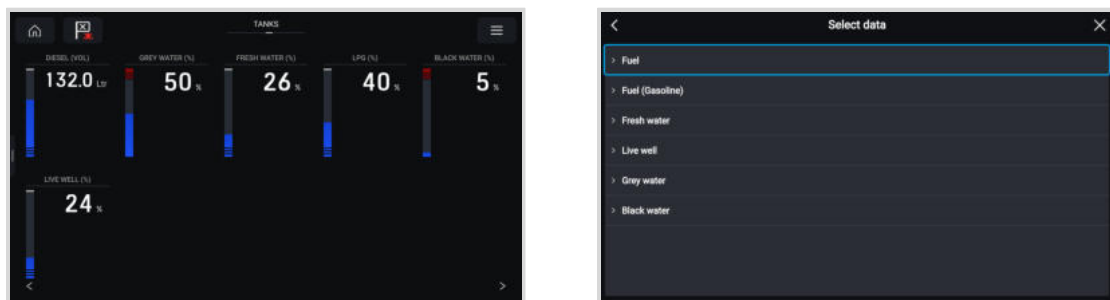 TANKS
DIESEL (VOL)
132.0 Ltr
GREY WATER (%)
50 %
FRESH WATER (%)
26 %
LPG (%)
40 %
BLACK WATER (%)
5 %
LIVE WELL (%)
24 %
Select data
Fuel
Fuel (Gasoline)
Fresh water
Live well
Grey water
Black water